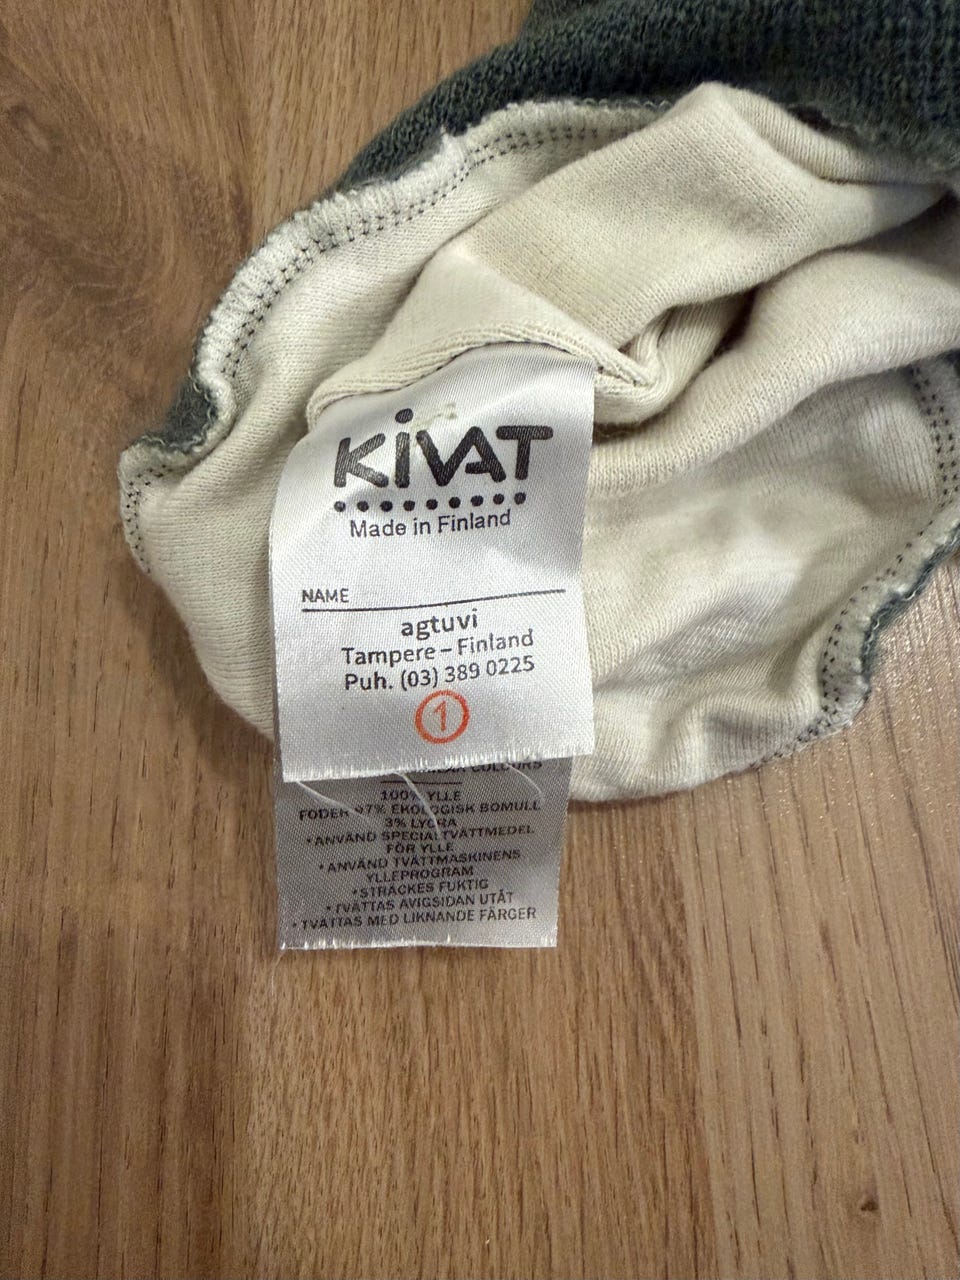 KiVAT
Made in Finland
NAME
agtuvi
Tampere – Finland
Puh. (03) 389 0225
1
COLOURS
100% YLLE
FODER 97% EKOLOGISK BOMULL
3% LYCRA
• ANVÄND SPECIALTVÄTTMEDEL
FÖR YLLE
• ANVÄND TVÄTTMASKINENS
YLLEPROGRAM
• STRÄCKES FUKTIG
• TVÄTTAS AVIGSIDAN UTÅT
• TVÄTTAS MED LIKNANDE FÄRGER